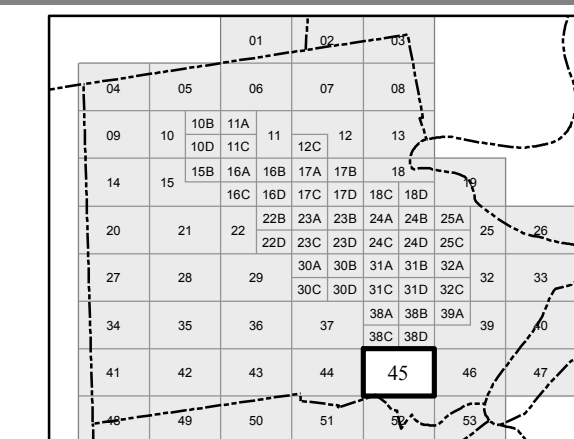 01 02 03
04 05 06 07 08
10B 11A
09 10 11 12 13
10D 11C 12C
15B 16A 16B 17A 17B 18
14 15 19
16C 16D 17C 17D 18C 18D
22B 23A 23B 24A 24B 25A
20 21 22 25 26
22D 23C 23D 24C 24D 25C
30A 30B 31A 31B 32A
27 28 29 32 33
30C 30D 31C 31D 32C
38A 38B 39A
34 35 36 37 39 40
38C 38D
41 42 43 44 45 46 47
48 49 50 51 52 53